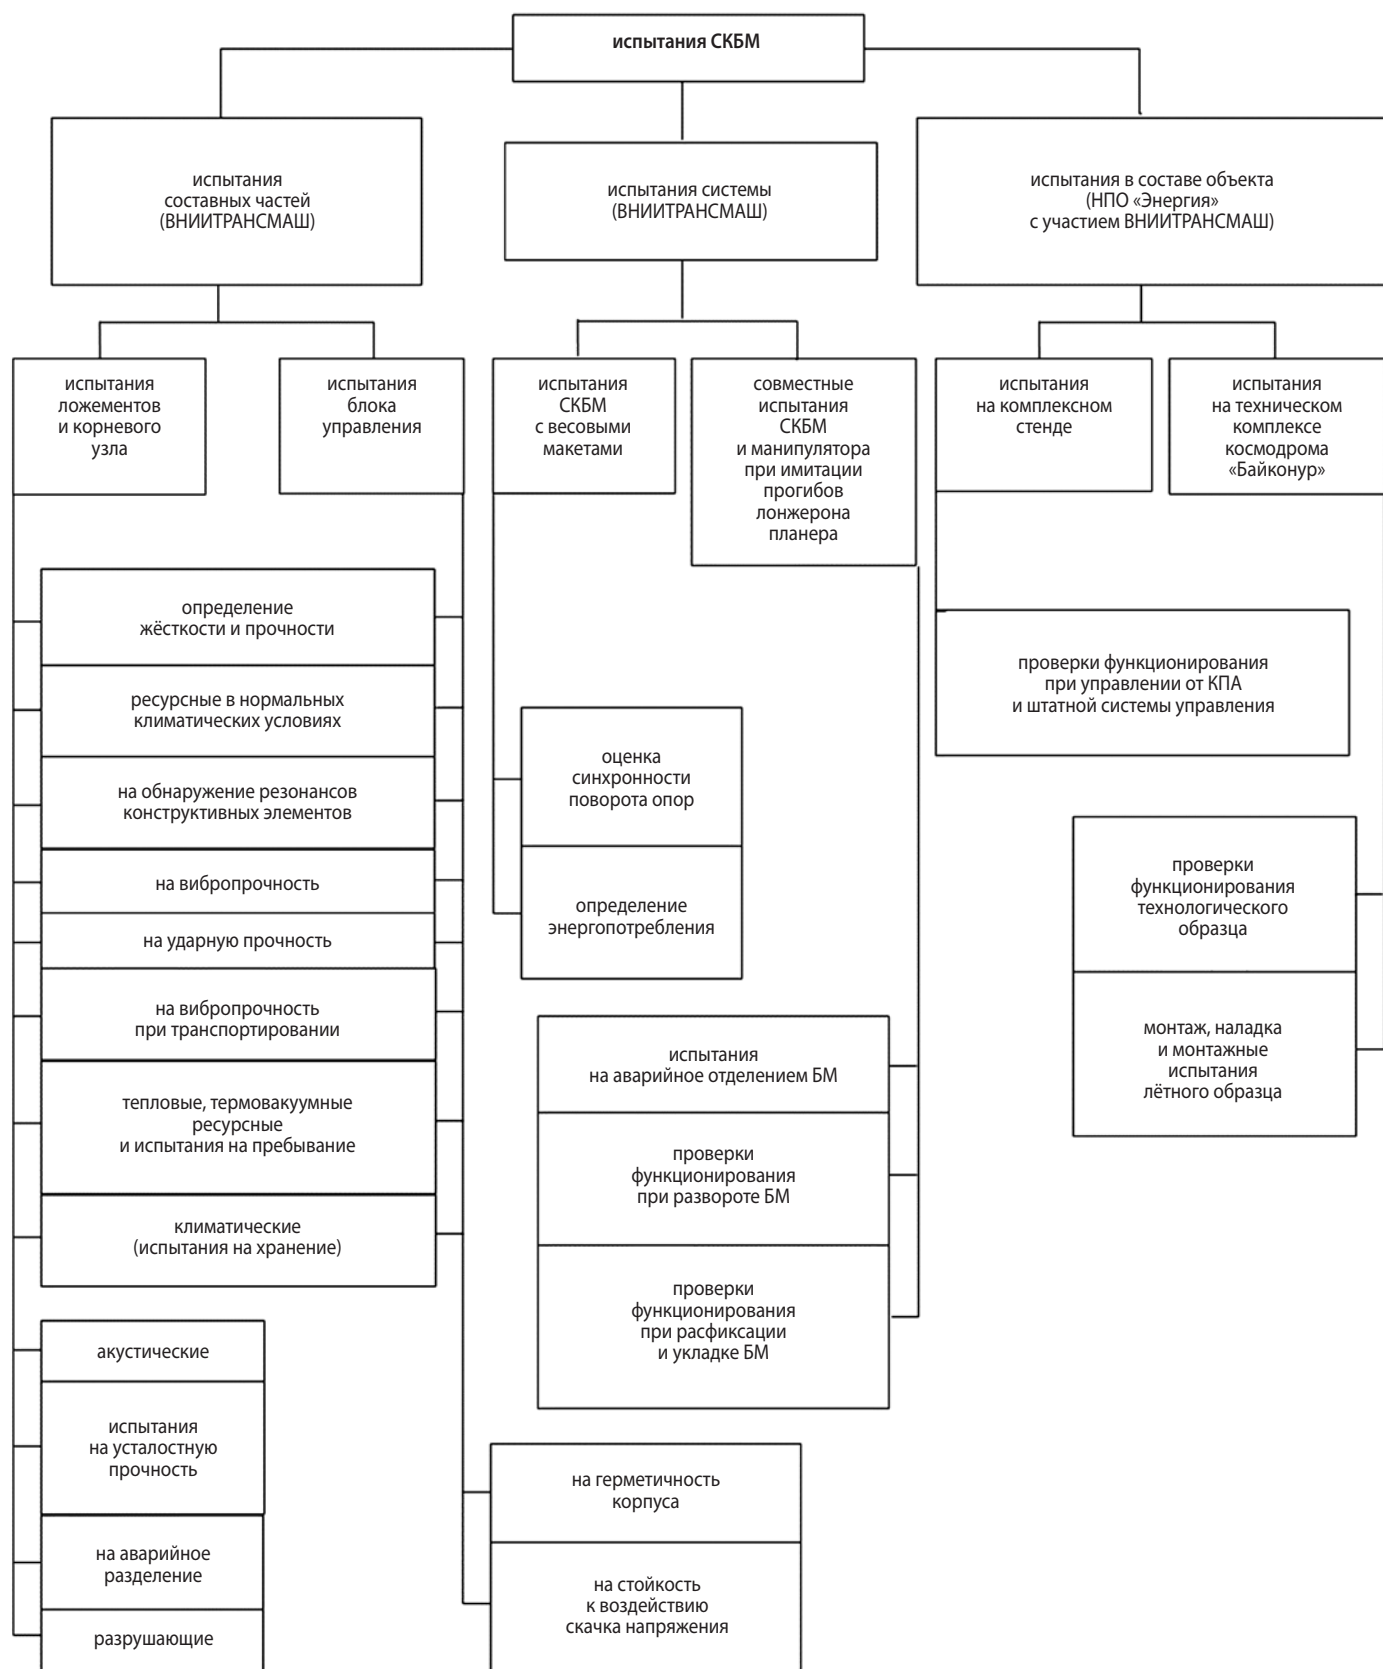 испытания СКБМ
испытания
составных частей
(ВНИИТРАНСМАШ)
испытания системы
(ВНИИТРАНСМАШ)
испытания в составе объекта
(НПО «Энергия»
с участием ВНИИТРАНСМАШ)
испытания
ложементов
и корневого
узла
испытания
блока
управления
испытания
СКБМ
с весовыми
макетами
совместные
испытания
СКБМ
и манипулятора
при имитации
прогибов
лонжерона
планера
испытания
на комплексном
стенде
испытания
на техническом
комплексе
космодрома
«Байконур»
определение
жёсткости и прочности
ресурсные в нормальных
климатических условиях
на обнаружение резонансов
конструктивных элементов
на вибропрочность
на ударную прочность
на вибропрочность
при транспортировании
тепловые, термовакуумные
ресурсные
и испытания на пребывание
климатические
(испытания на хранение)
акустические
испытания
на усталостную
прочность
на аварийное
разделение
разрушающие
на герметичность
корпуса
на стойкость
к воздействию
скачка напряжения
оценка
синхронности
поворота опор
определение
энергопотребления
испытания
на аварийное отделением БМ
проверки
функционирования
при развороте БМ
проверки
функционирования
при расфиксации
и укладке БМ
проверки функционирования
при управлении от КПА
и штатной системы управления
проверки
функционирования
технологического
образца
монтаж, наладка
и монтажные
испытания
лётного образца